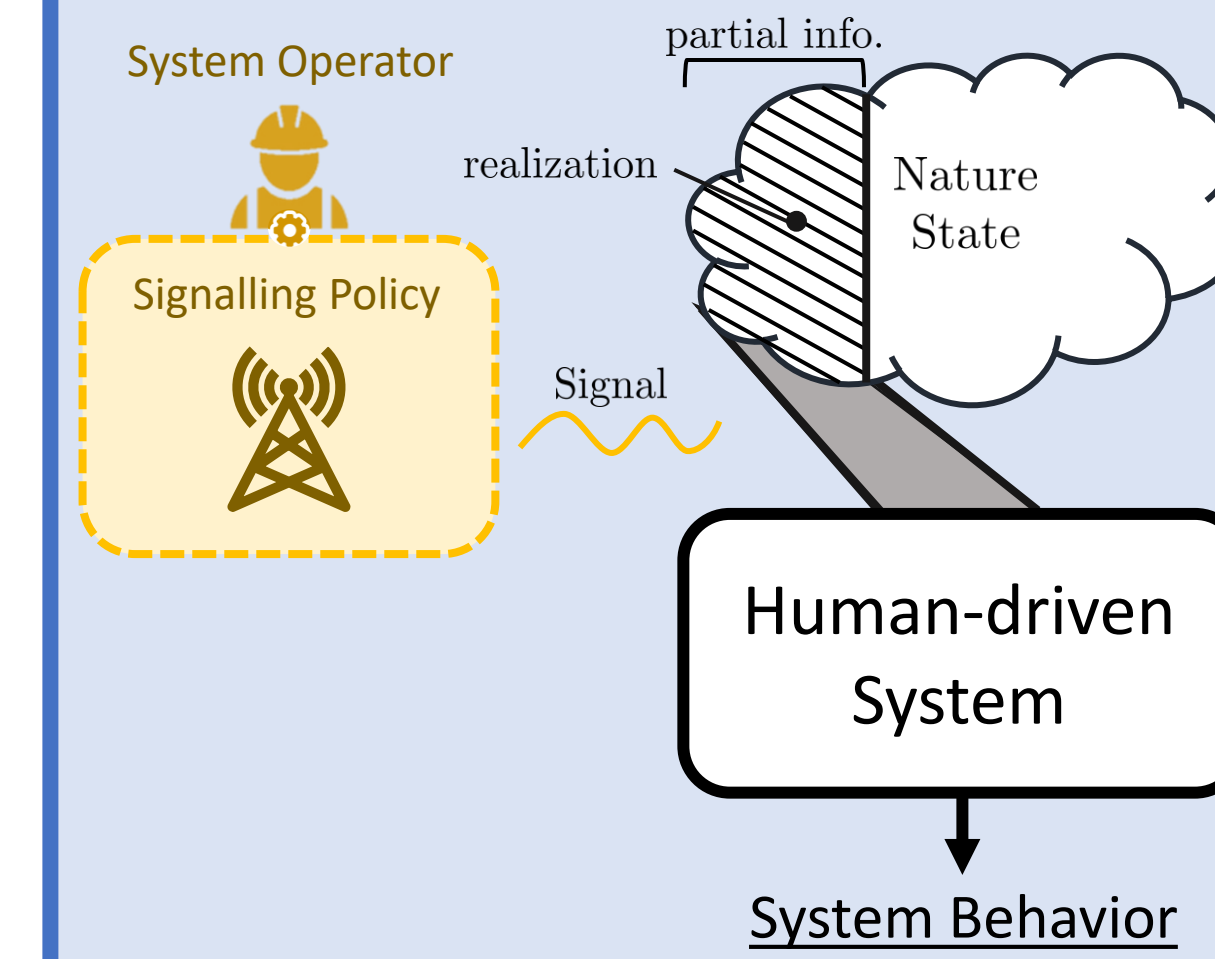 System Operator
partial info.
realization
Nature
State
Signalling Policy
Signal
Human-driven
System
System Behavior